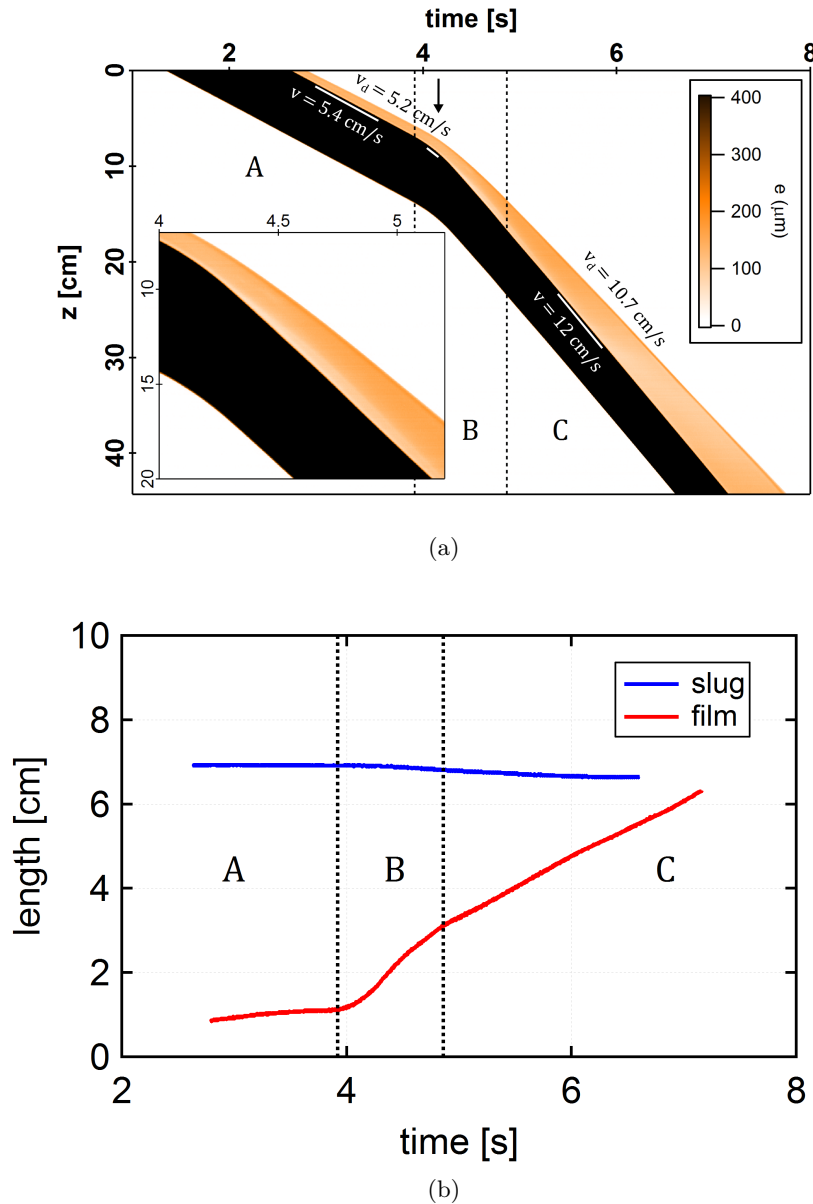 time [s]
2 4 6 8
0
10
20
30
40
z [cm]
v = 5.4 cm/s
v_d = 5.2 cm/s
A
B
C
v = 12 cm/s
v_d = 10.7 cm/s
400
300
200
100
0
e (μm)
4 4.5 5
10
15
20
(a)
10
8
6
4
2
0
length [cm]
slug
film
A
B
C
2 4 6 8
time [s]
(b)